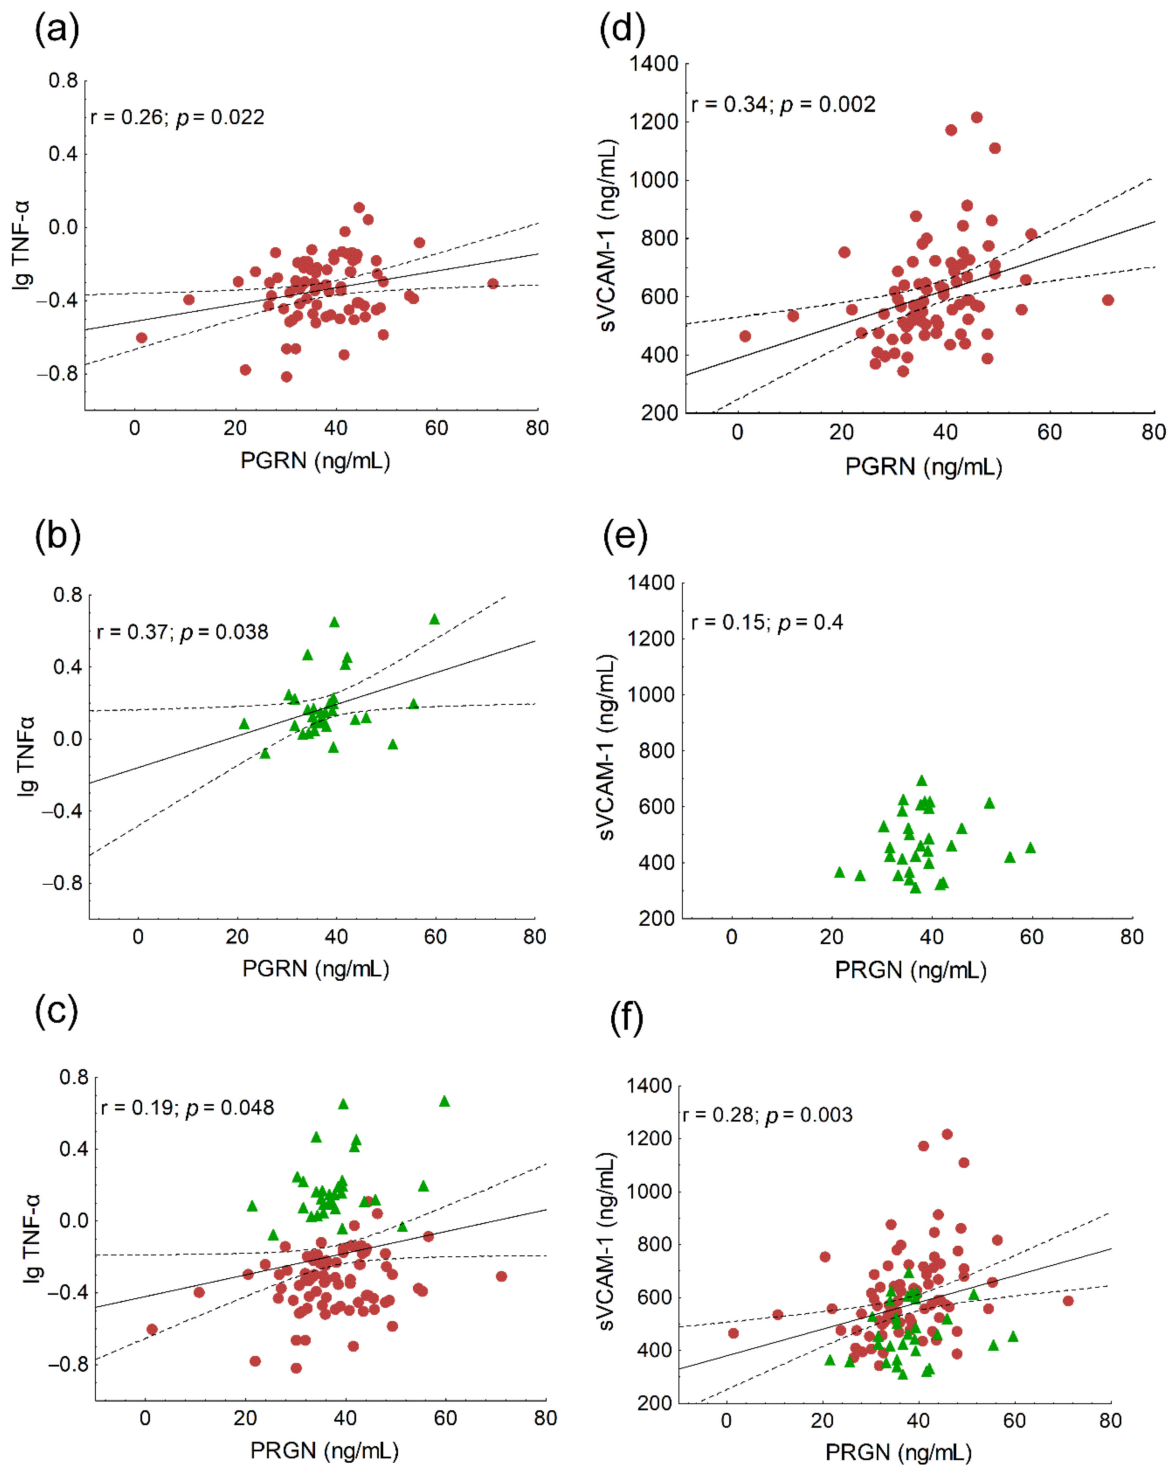 (a)
0.8
r = 0.26; p = 0.022
0.4
0.0
−0.4
−0.8
lg TNF-α
0 20 40 60 80
PGRN (ng/mL)
(d)
1400
1200
r = 0.34; p = 0.002
1000
800
600
400
200
sVCAM-1 (ng/mL)
0 20 40 60 80
PGRN (ng/mL)
(b)
0.8
r = 0.37; p = 0.038
0.4
0.0
−0.4
−0.8
lg TNFα
0 20 40 60 80
PGRN (ng/mL)
(e)
1400
1200
r = 0.15; p = 0.4
1000
800
600
400
200
sVCAM-1 (ng/mL)
0 20 40 60 80
PRGN (ng/mL)
(c)
0.8
r = 0.19; p = 0.048
0.4
0.0
−0.4
−0.8
lg TNF-α
0 20 40 60 80
PRGN (ng/mL)
(f)
1400
1200
r = 0.28; p = 0.003
1000
800
600
400
200
sVCAM-1 (ng/mL)
0 20 40 60 80
PRGN (ng/mL)